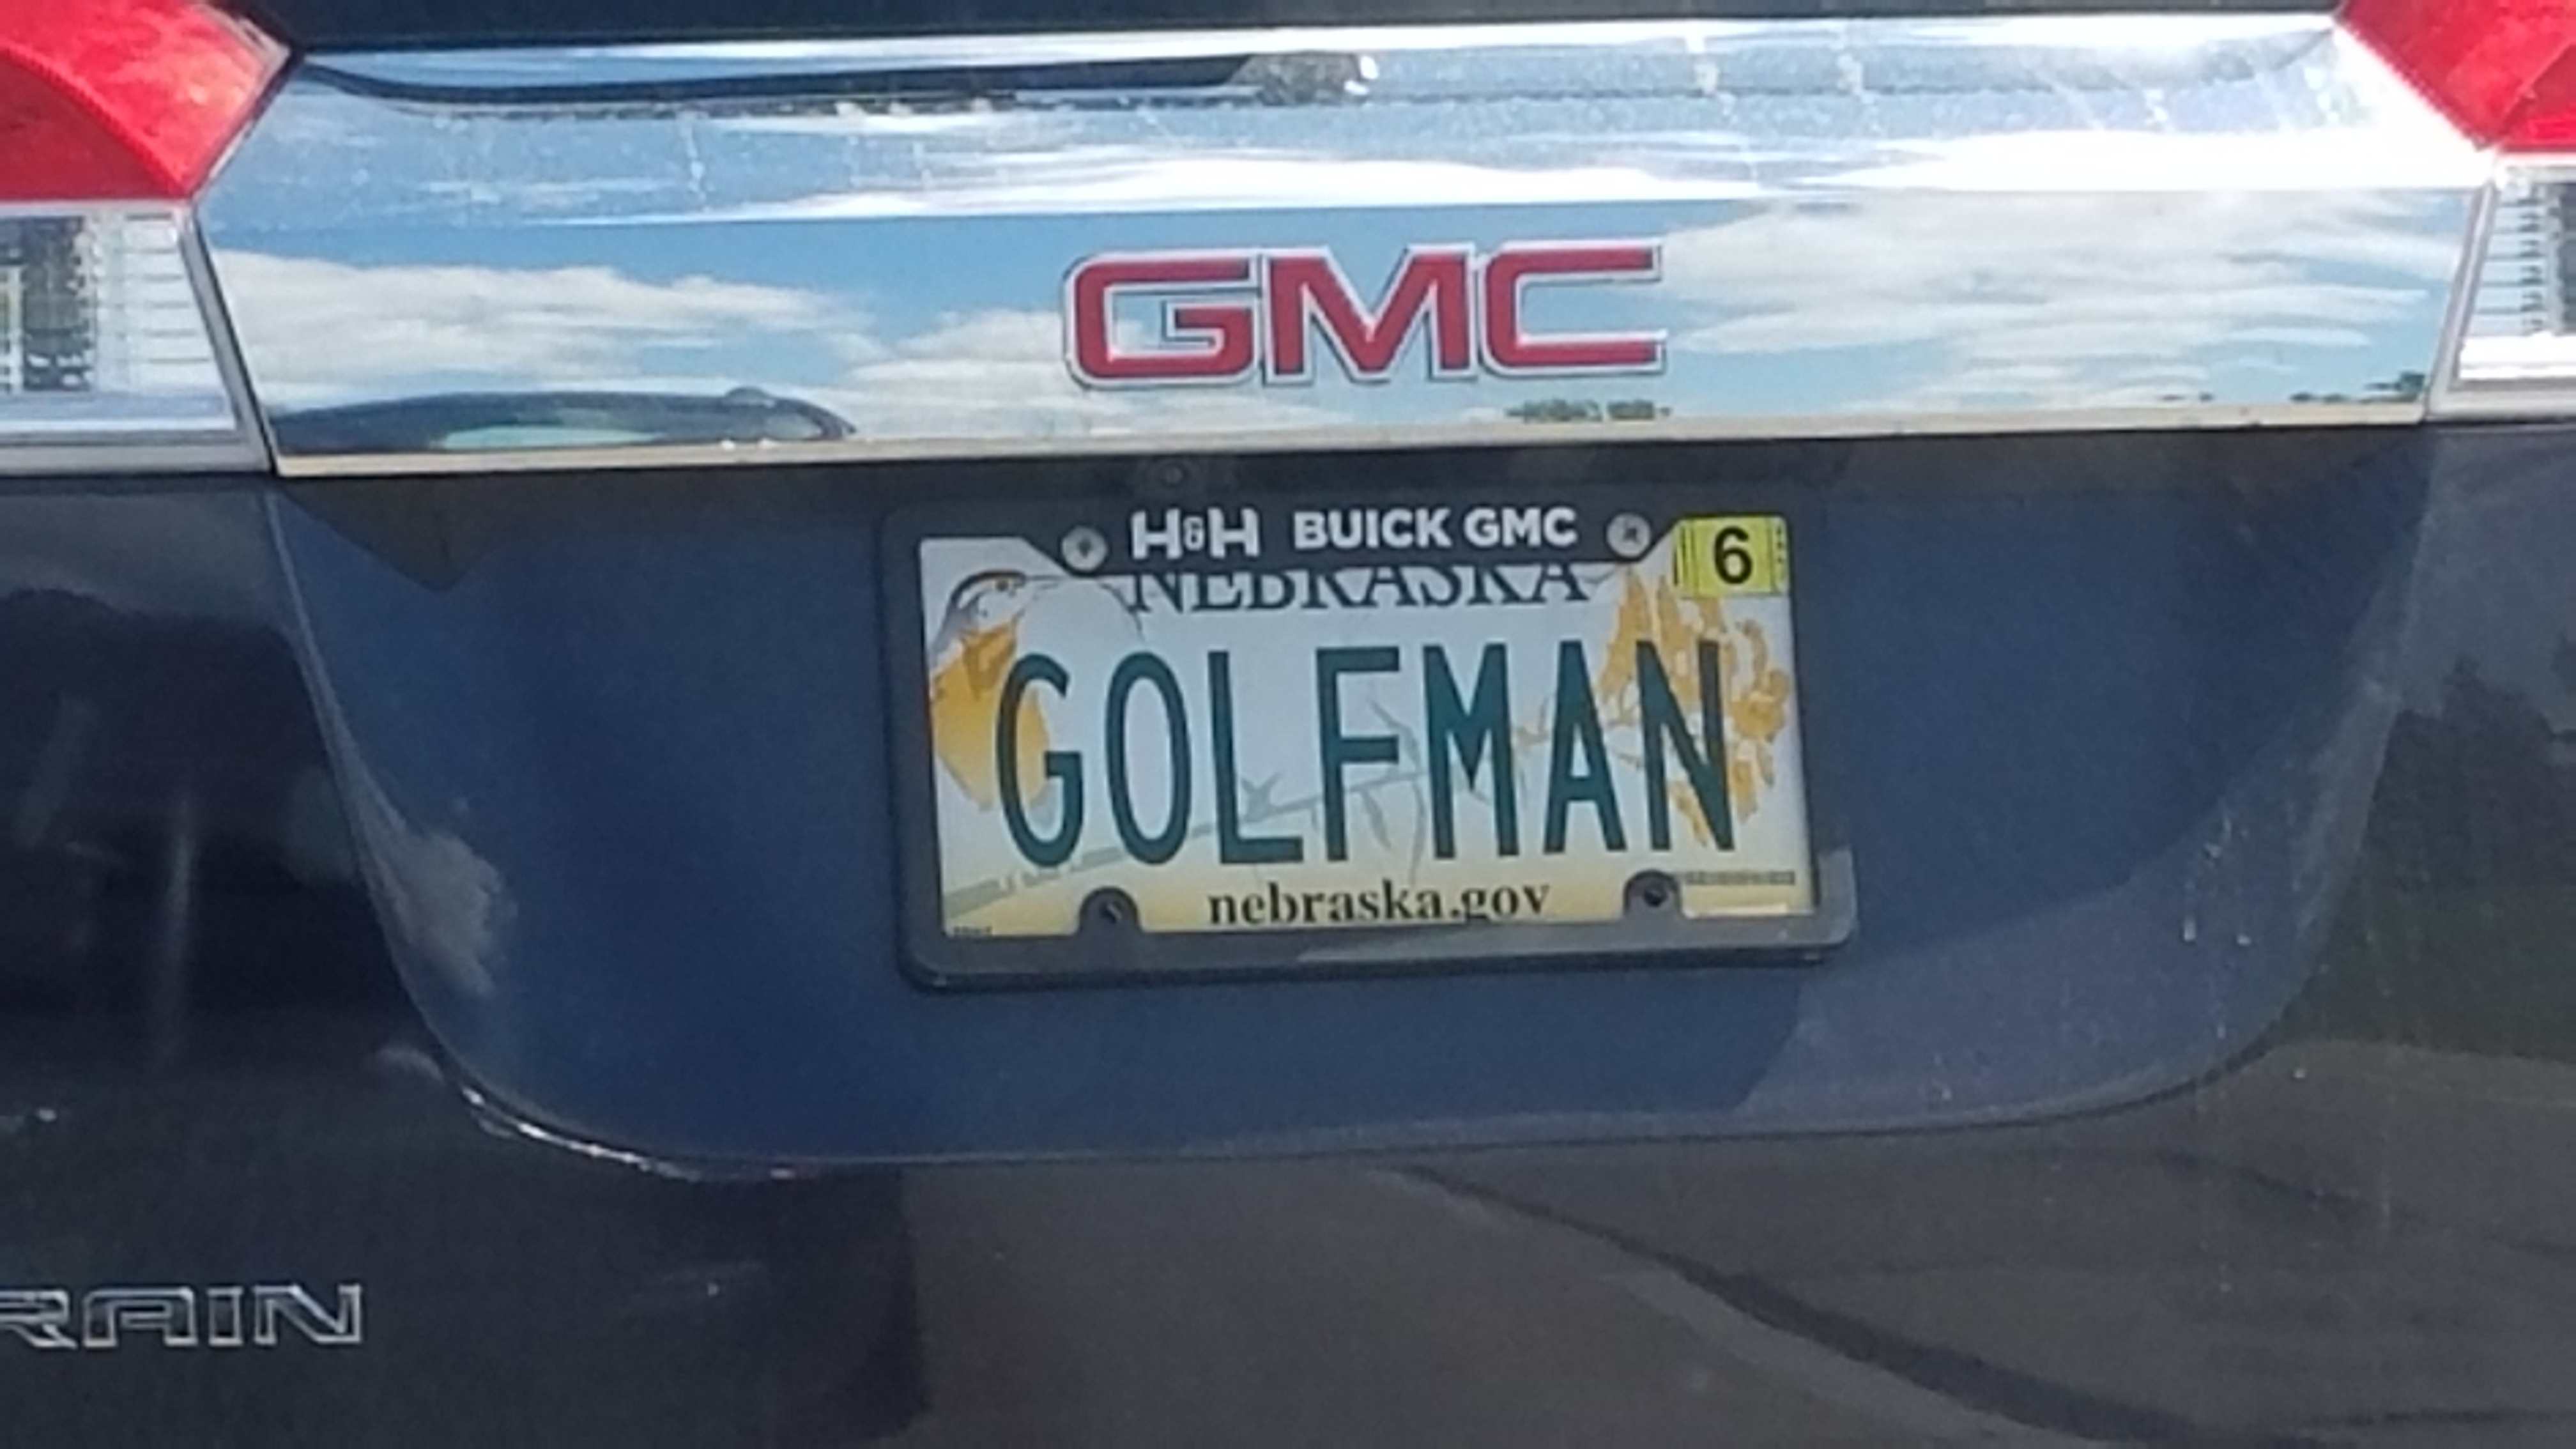 GMC
H&H BUICK GMC
6
NEBRASKA
GOLFMAN
nebraska.gov
RAIN